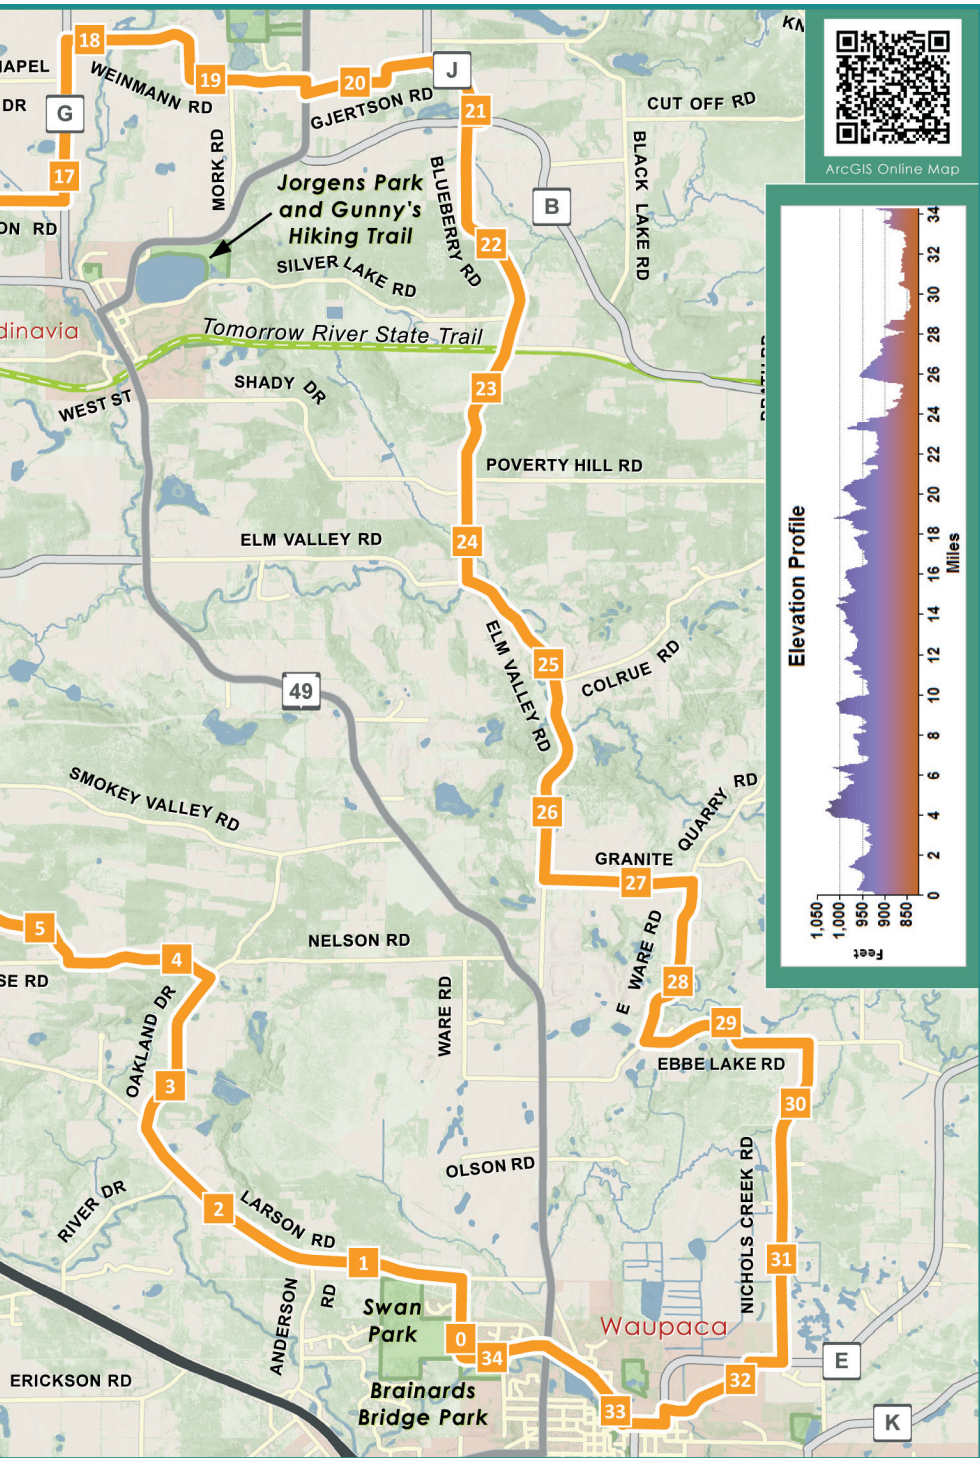 18
HAPEL
DR
G
WEINMANN RD
19
20
GJERTSON RD
J
21
17
ON RD
MORK RD
Jorgens Park
and Gunny's
Hiking Trail
BLUEBERRY RD
B
CUT OFF RD
BLACK LAKE RD
22
SILVER LAKE RD
dinavia
Tomorrow River State Trail
WEST ST
SHADY DR
23
POVERTY HILL RD
24
ELM VALLEY RD
ELM VALLEY RD
25
COLRUE RD
49
SMOKEY VALLEY RD
26
QUARRY RD
GRANITE
27
5
SE RD
4
NELSON RD
OAKLAND DR
WARE RD
E WARE RD
28
29
EBBE LAKE RD
3
30
OLSON RD
NICHOLS CREEK RD
RIVER DR
2
LARSON RD
1
31
ANDERSON
RD
Swan
Park
0
34
Waupaca
E
32
ERICKSON RD
Brainards
Bridge Park
33
K
ArcGIS Online Map
Elevation Profile
Feet
1,050
1,000
950
900
850
0 2 4 6 8 10 12 14 16 18 20 22 24 26 28 30 32 34
Miles